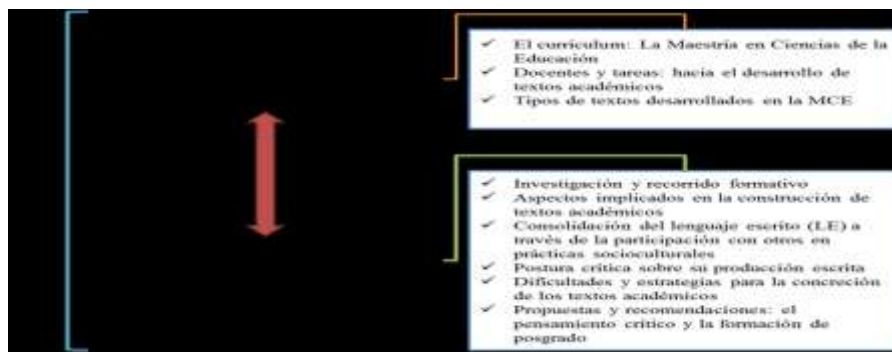 ✓ El curriculum: La Maestría en Ciencias de la
Educación
✓ Docentes y tareas: hacia el desarrollo de
textos académicos
✓ Tipos de textos desarrollados en la MCE
✓ Investigación y recorrido formativo
✓ Aspectos implicados en la construcción de
textos académicos
✓ Consolidación del lenguaje escrito (LE) a
través de la participación con otros en
prácticas socioculturales
✓ Postura crítica sobre su producción escrita
✓ Dificultades y estrategias para la concreción
de los textos académicos
✓ Propuestas y recomendaciones: el
pensamiento crítico y la formación de
posgrado